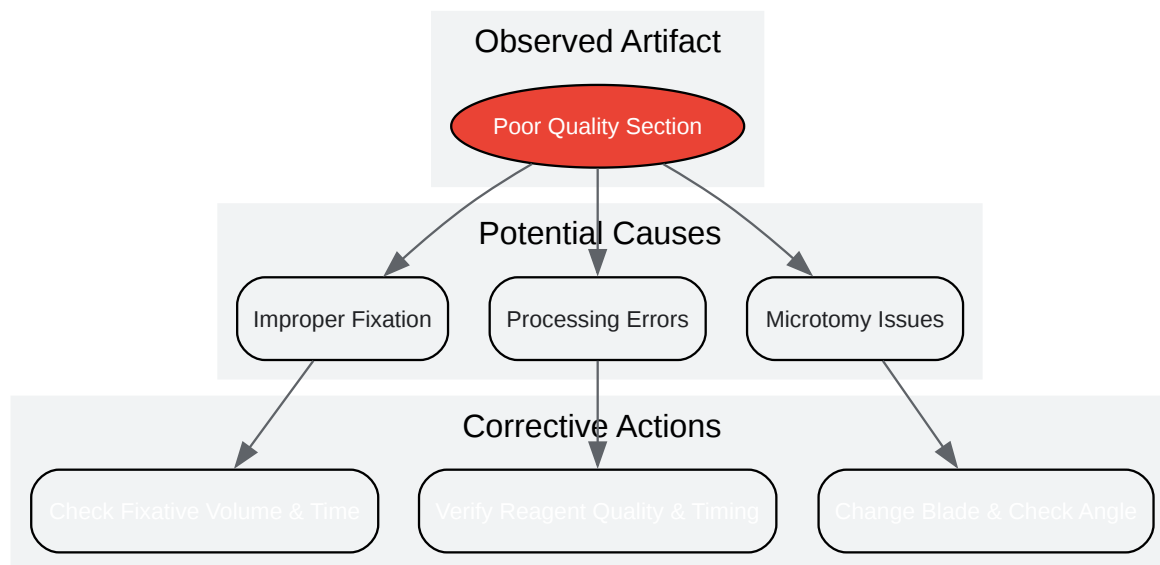 Observed Artifact
Poor Quality Section
Potential Causes
Improper Fixation
Processing Errors
Microtomy Issues
Corrective Actions
Check Fixative Volume & Time
Verify Reagent Quality & Timing
Change Blade & Check Angle